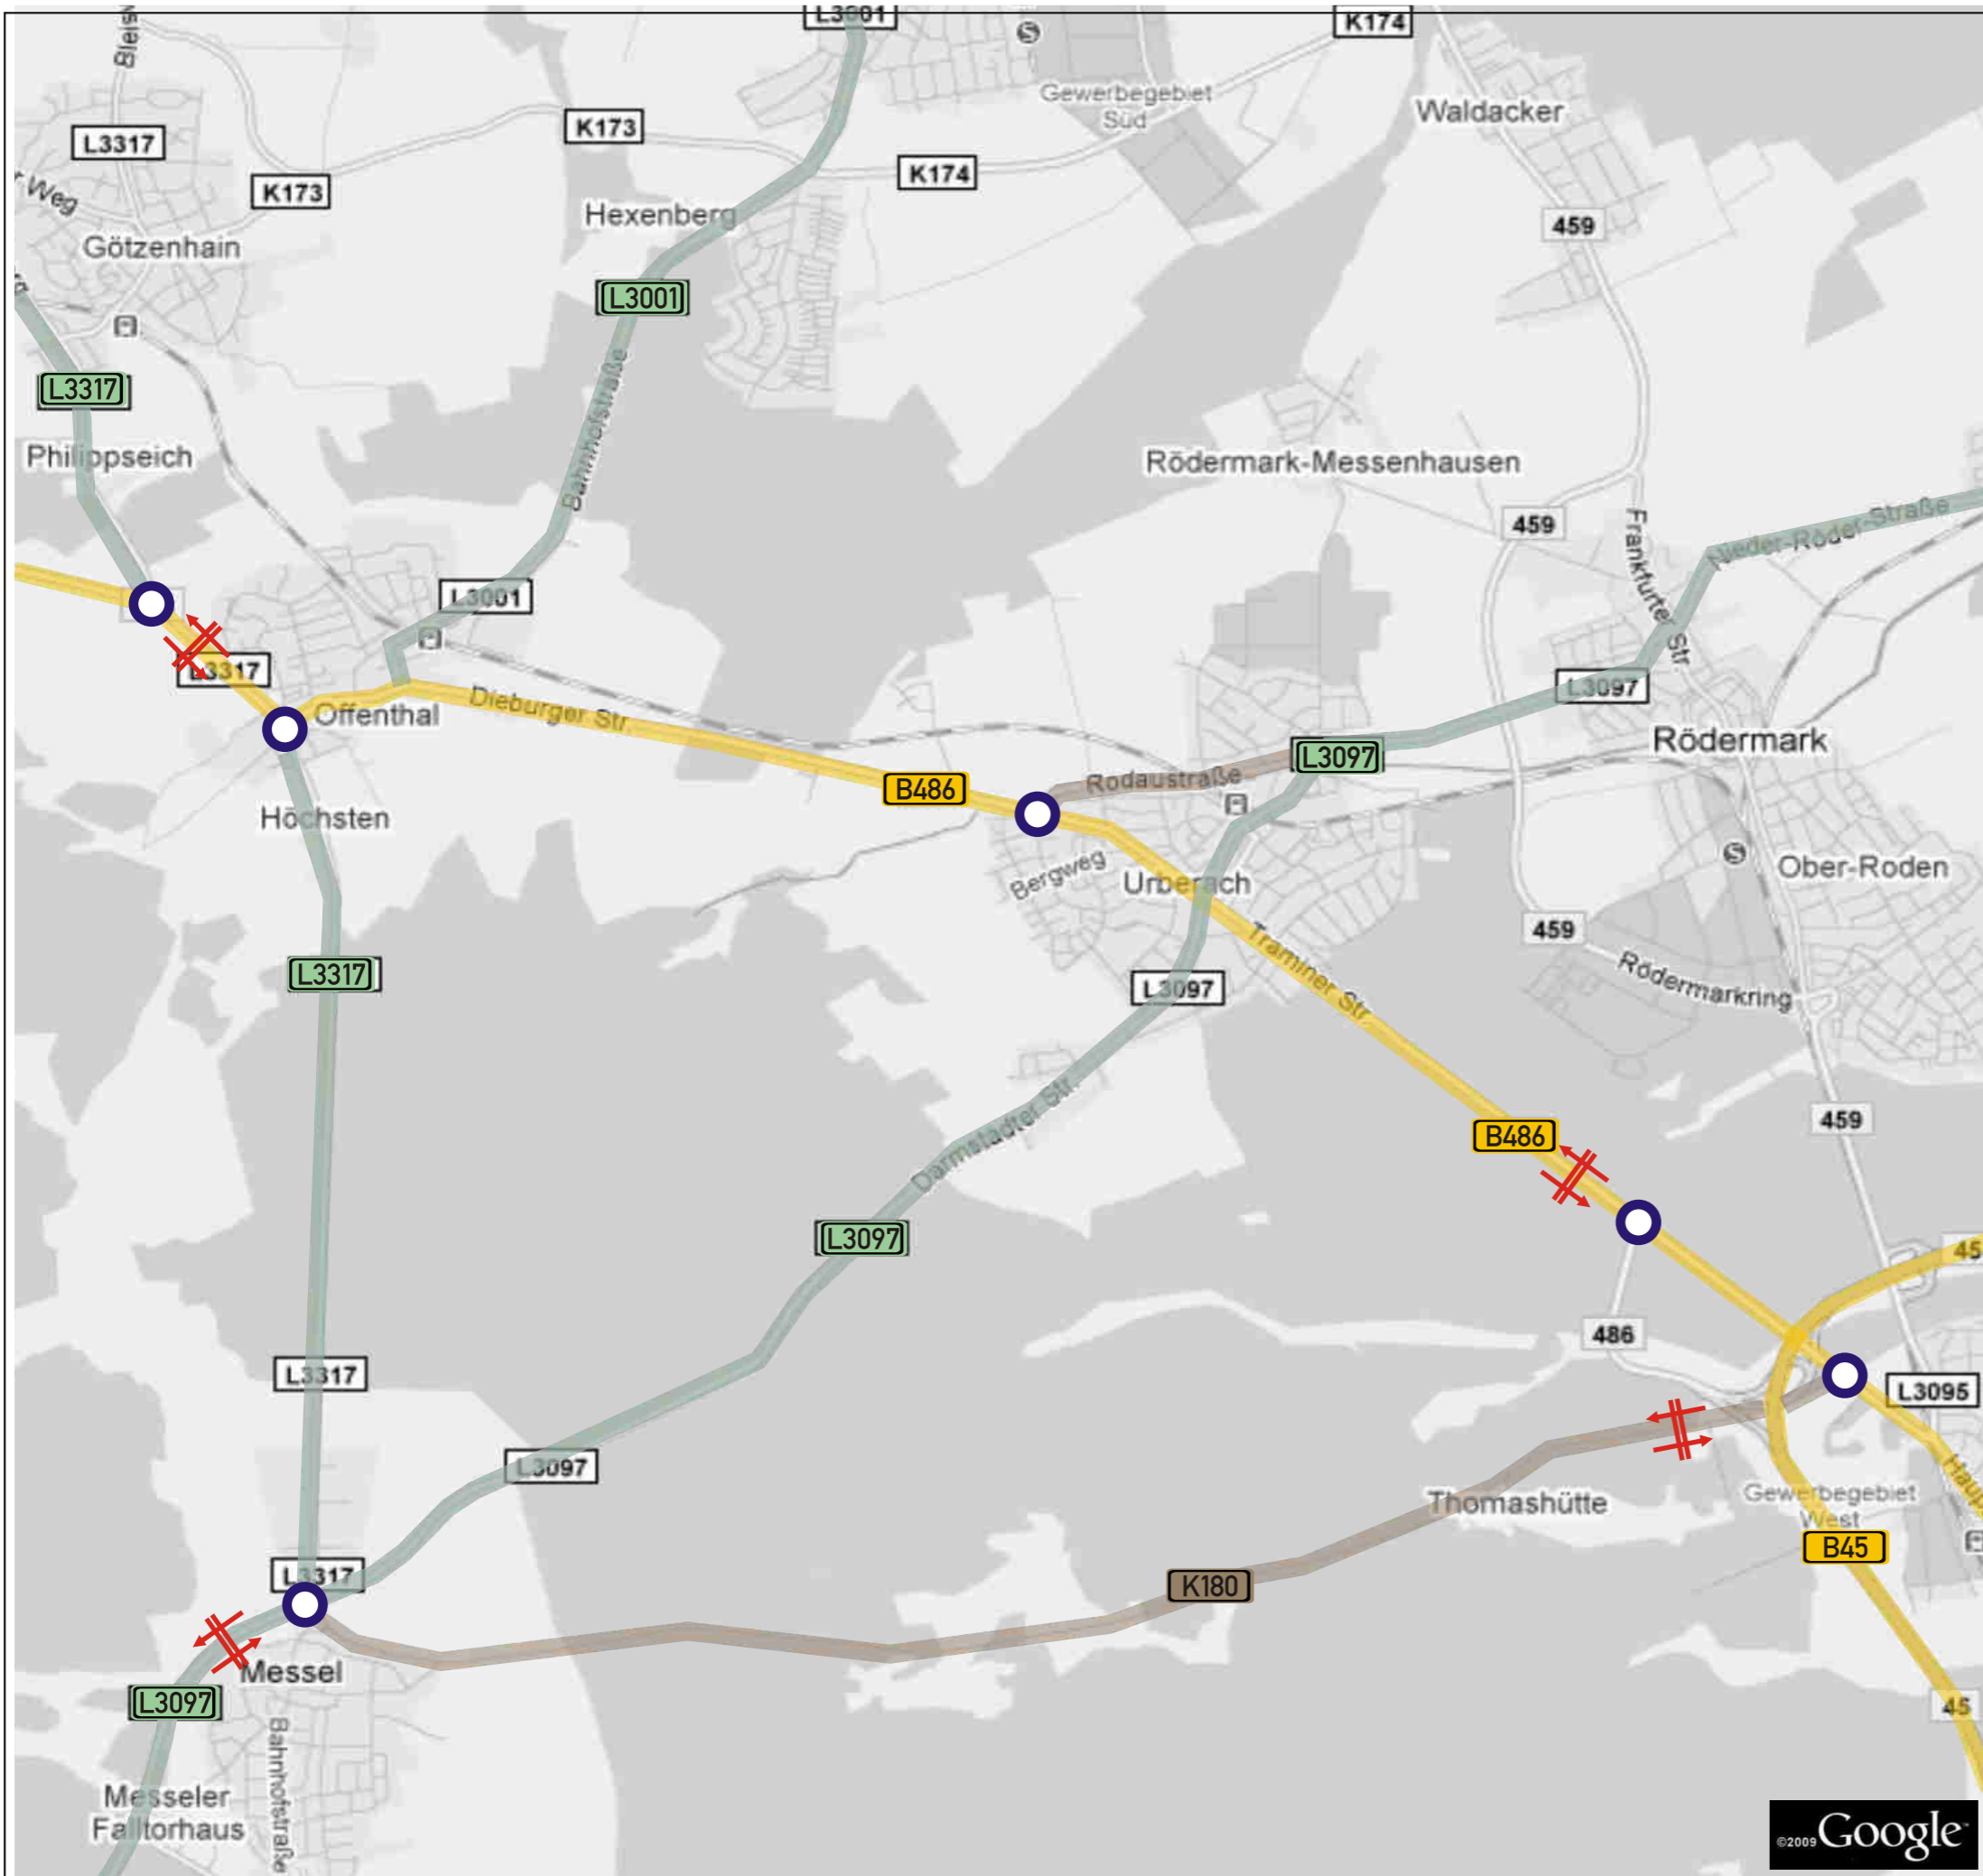 L3001
K174
Gewerbegebiet
Süd
Waldacker
K173
L3317
K174
K173
r Weg
Hexenberg
459
Götzenhain
L3001
L3317
Bahnhofstraße
Philippseich
Rödermark-Messenhausen
459
Nieder-Röder-Straße
Frankfurter Str.
L3001
L3317
L3097
Offenthal
Dieburger Str.
Rödermark
L3097
Rodaustraße
B486
Höchsten
Bergweg
Urberach
Ober-Roden
459
Traminer Str.
Rödermarkring
L3317
L3097
459
B486
Darmstadter Str.
L3097
45
486
L3317
L3095
L3097
Thomashütte
Gewerbegebiet
West
B45
L3317
K180
Messel
L3097
45
Bahnhofstraße
Messeler
Falltorhaus
©2009 Google